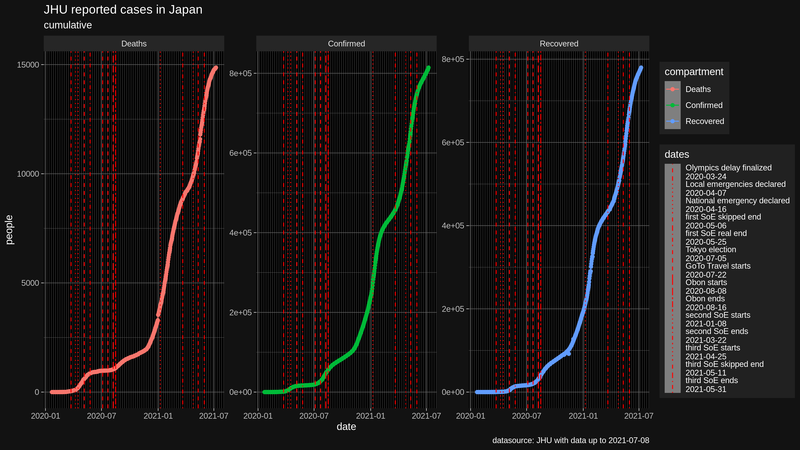 JHU reported cases in Japan
cumulative
Deaths
Confirmed
Recovered
15000
10000
5000
0
people
8e+05
6e+05
4e+05
2e+05
0e+00
8e+05
6e+05
4e+05
2e+05
0e+00
2020-01
2020-07
2021-01
2021-07
2020-01
2020-07
2021-01
2021-07
2020-01
2020-07
2021-01
2021-07
date
compartment
Deaths
Confirmed
Recovered
dates
Olympics delay finalized
2020-03-24
Local emergencies declared
2020-04-07
National emergency declared
2020-04-16
first SoE skipped end
2020-05-06
first SoE real end
2020-05-25
Tokyo election
2020-07-05
GoTo Travel starts
2020-07-22
Obon starts
2020-08-08
Obon ends
2020-08-16
second SoE starts
2021-01-08
second SoE ends
2021-03-22
third SoE starts
2021-04-25
third SoE skipped end
2021-05-11
third SoE ends
2021-05-31
datasource: JHU with data up to 2021-07-08